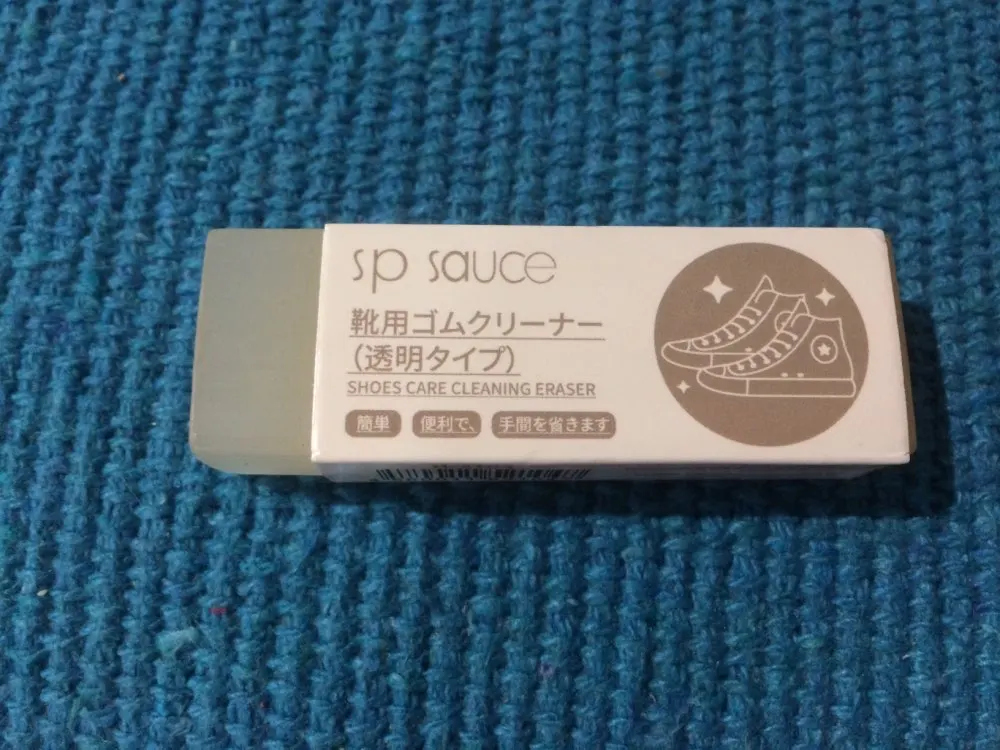 sp sauce
靴用ゴムクリーナー
(透明タイプ)
SHOES CARE CLEANING ERASER
簡単 便利で、 手間を省きます